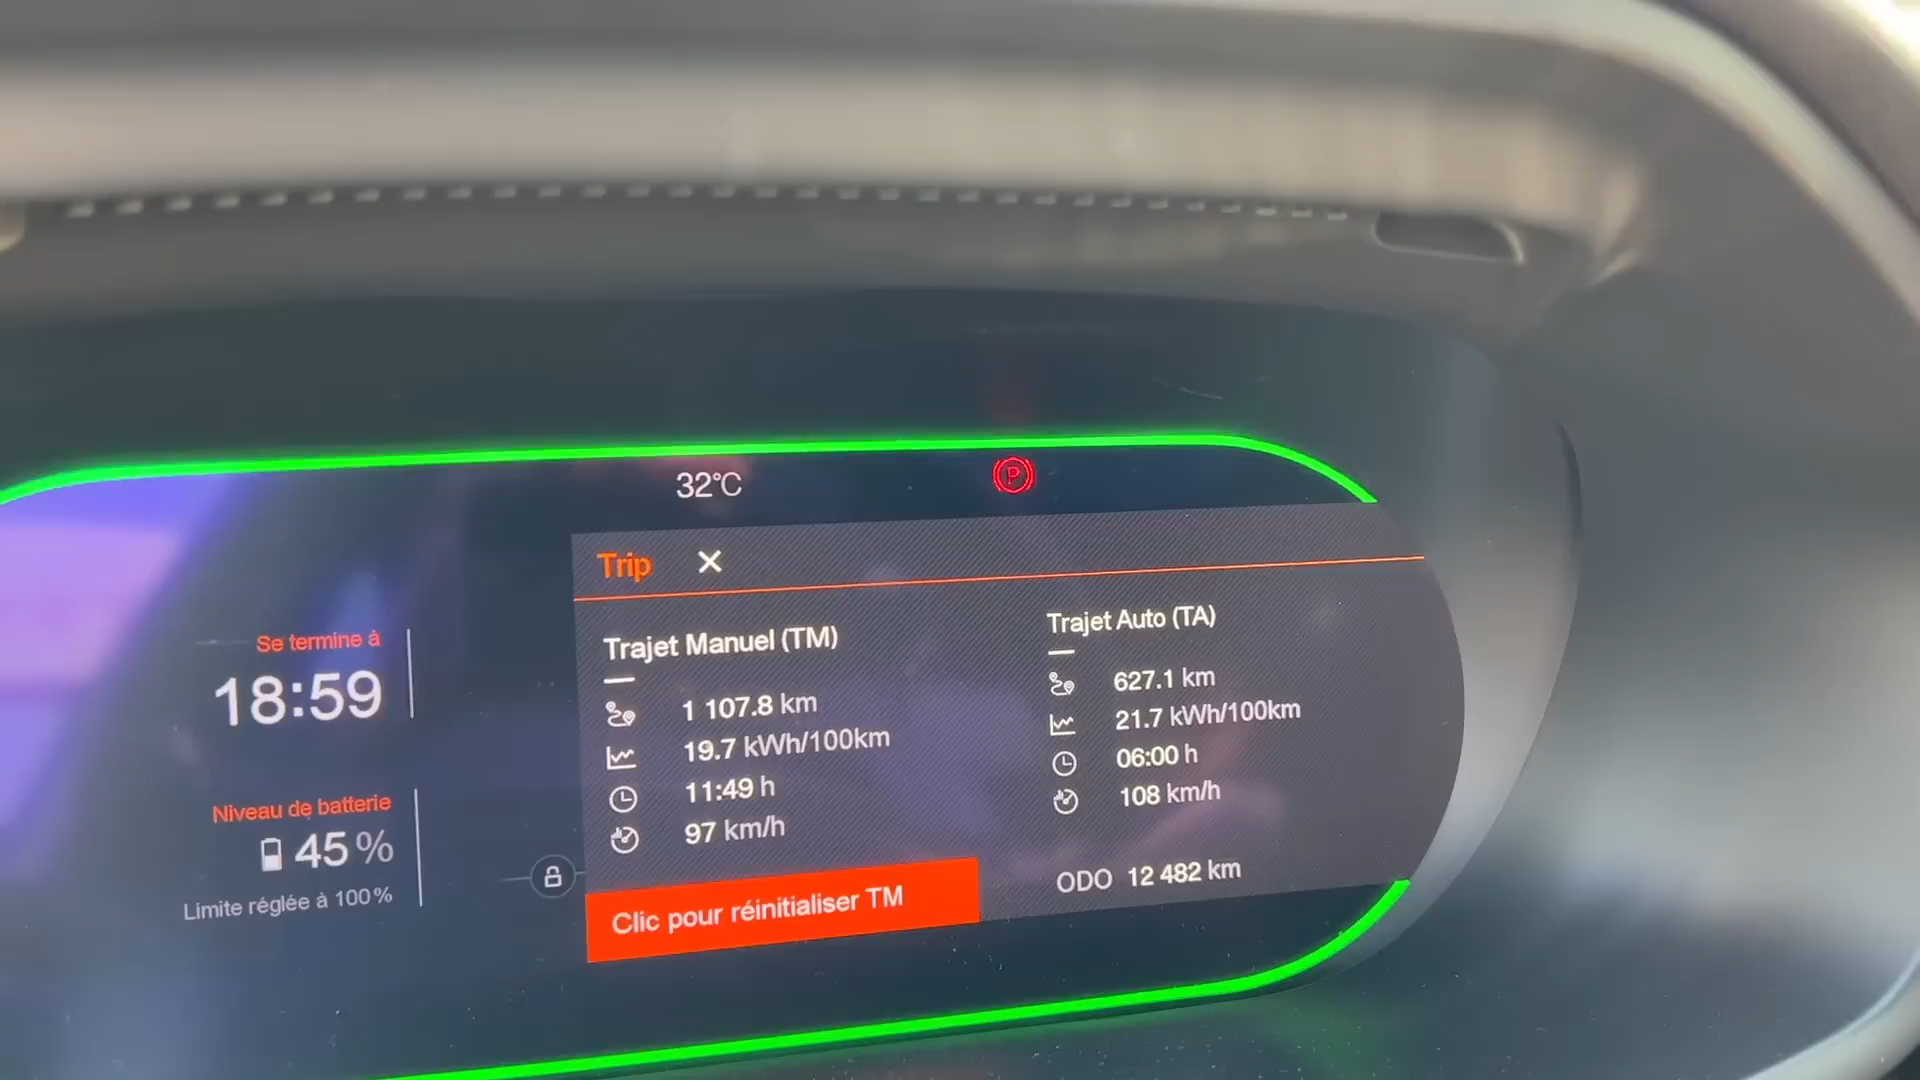 32°C
P
Trip ×
Se termine à
18:59
Niveau de batterie
45 %
Limite réglée à 100 %
Trajet Manuel (TM)
1 107.8 km
19.7 kWh/100km
11:49 h
97 km/h
Clic pour réinitialiser TM
Trajet Auto (TA)
627.1 km
21.7 kWh/100km
06:00 h
108 km/h
ODO 12 482 km